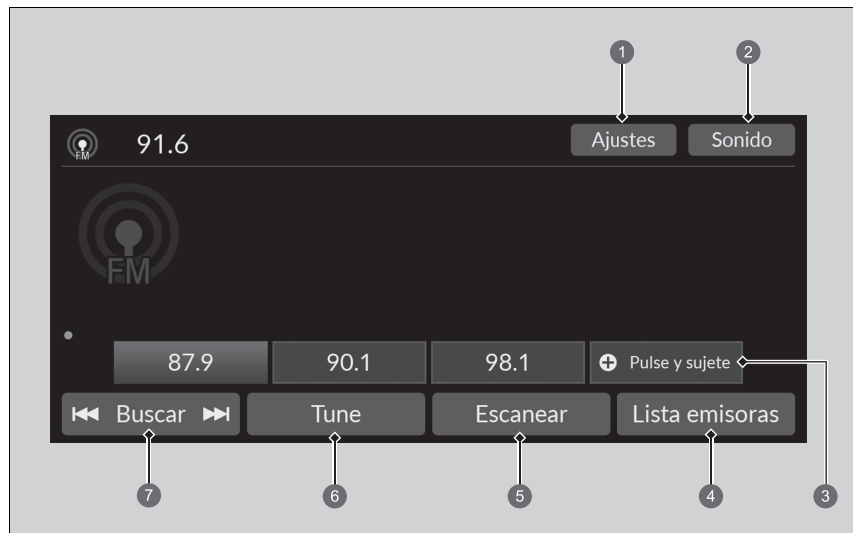 1 2
FM 91.6 Ajustes Sonido
FM
87.9 90.1 98.1 Pulse y sujete
Buscar Tune Escanear Lista emisoras
7 6 5 4 3